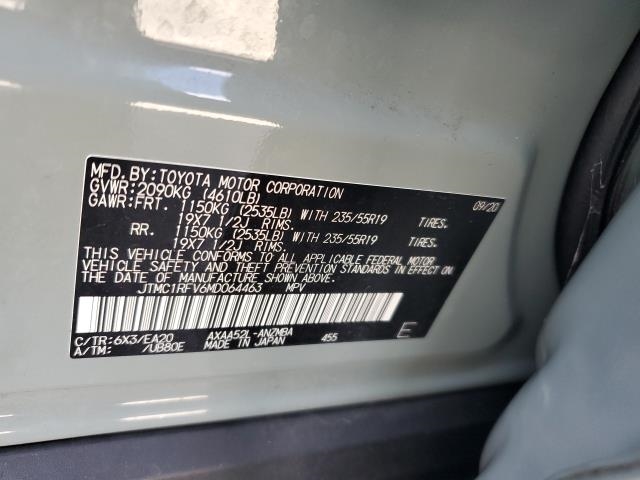 MFD. BY: TOYOTA MOTOR CORPORATION 09/20
GVWR: 2090KG (4610LB)
GAWR: FRT. 1150KG (2535LB) WITH 235/55R19 TIRES.
19X7 1/2J RIMS.
RR. 1150KG (2535LB) WITH 235/55R19 TIRES.
19X7 1/2J RIMS.
THIS VEHICLE CONFORMS TO ALL APPLICABLE FEDERAL MOTOR
VEHICLE SAFETY AND THEFT PREVENTION STANDARDS IN EFFECT ON
THE DATE OF MANUFACTURE SHOWN ABOVE.
JTMC1RFV6MD064463 MPV
C/TR: 6X3/EA20 AXAA52L-ANZMBA 455 E
A/TM: /UB80E MADE IN JAPAN